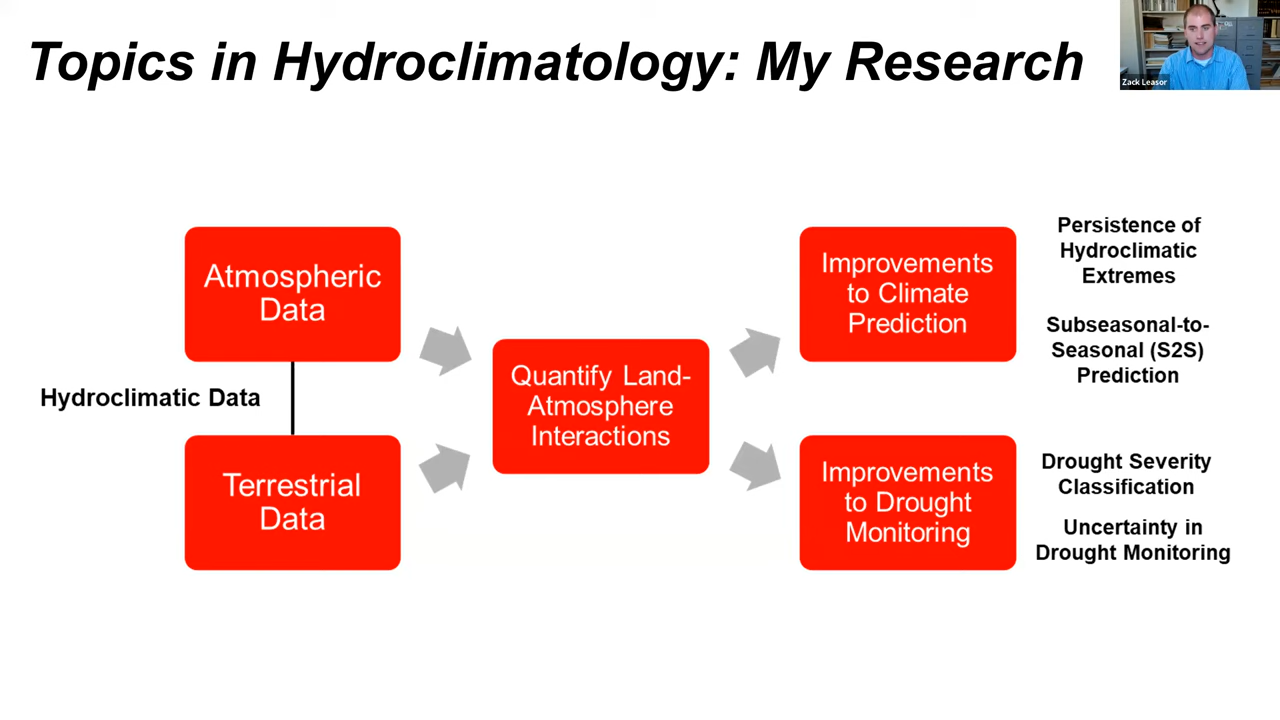 Topics in Hydroclimatology: My Research
Zack Leasor
Atmospheric
Data
Hydroclimatic Data
Terrestrial
Data
Quantify Land-
Atmosphere
Interactions
Improvements
to Climate
Prediction
Persistence of
Hydroclimatic
Extremes
Subseasonal-to-
Seasonal (S2S)
Prediction
Improvements
to Drought
Monitoring
Drought Severity
Classification
Uncertainty in
Drought Monitoring